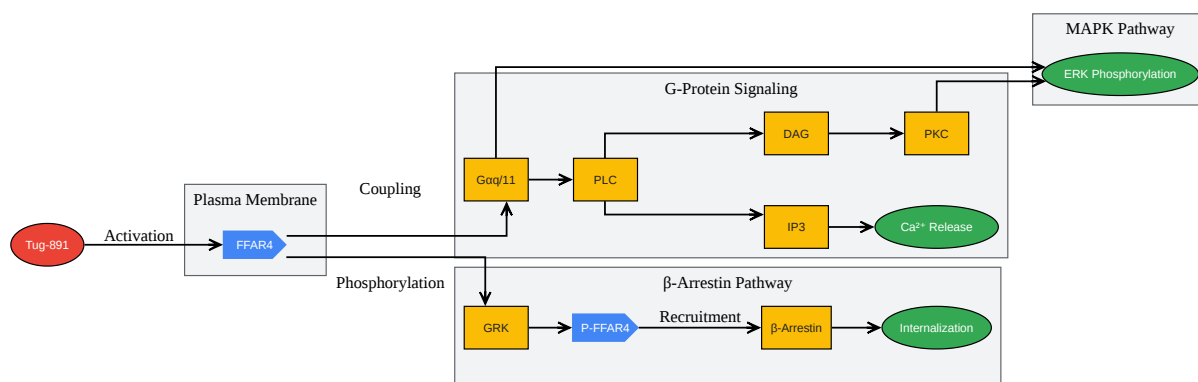 MAPK Pathway
ERK Phosphorylation
G-Protein Signaling
DAG
PKC
Gαq/11
PLC
Coupling
Plasma Membrane
IP3
Ca²⁺ Release
Tug-891
Activation
FFAR4
Phosphorylation
β-Arrestin Pathway
GRK
P-FFAR4
Recruitment
β-Arrestin
Internalization